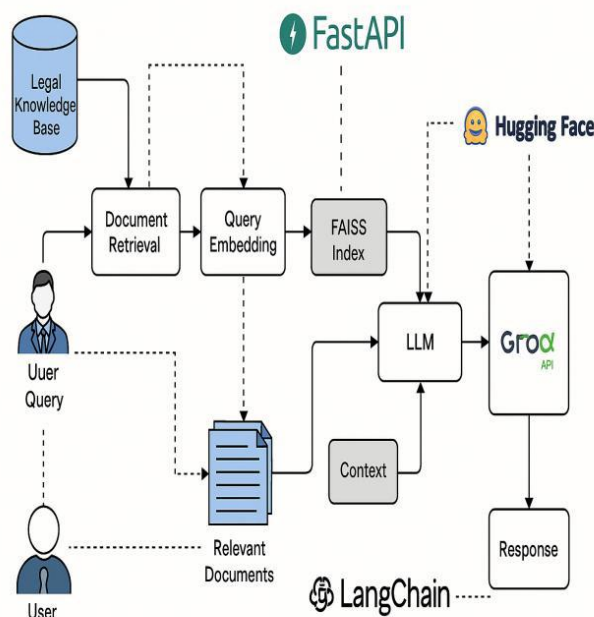 FastAPI
Legal
Knowledge
Base
Hugging Face
Document
Retrieval
Query
Embedding
FAISS
Index
LLM
Groα
API
Uuer
Query
Context
Relevant
Documents
Response
User
LangChain